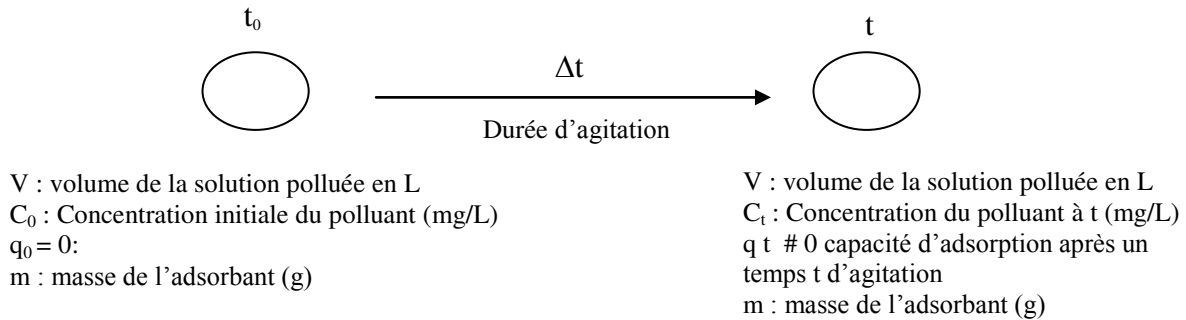 t₀
t
Δt
Durée d’agitation
V : volume de la solution polluée en L
C₀ : Concentration initiale du polluant (mg/L)
q₀ = 0:
m : masse de l’adsorbant (g)
V : volume de la solution polluée en L
Cₜ : Concentration du polluant à t (mg/L)
q t # 0 capacité d’adsorption après un
temps t d’agitation
m : masse de l’adsorbant (g)